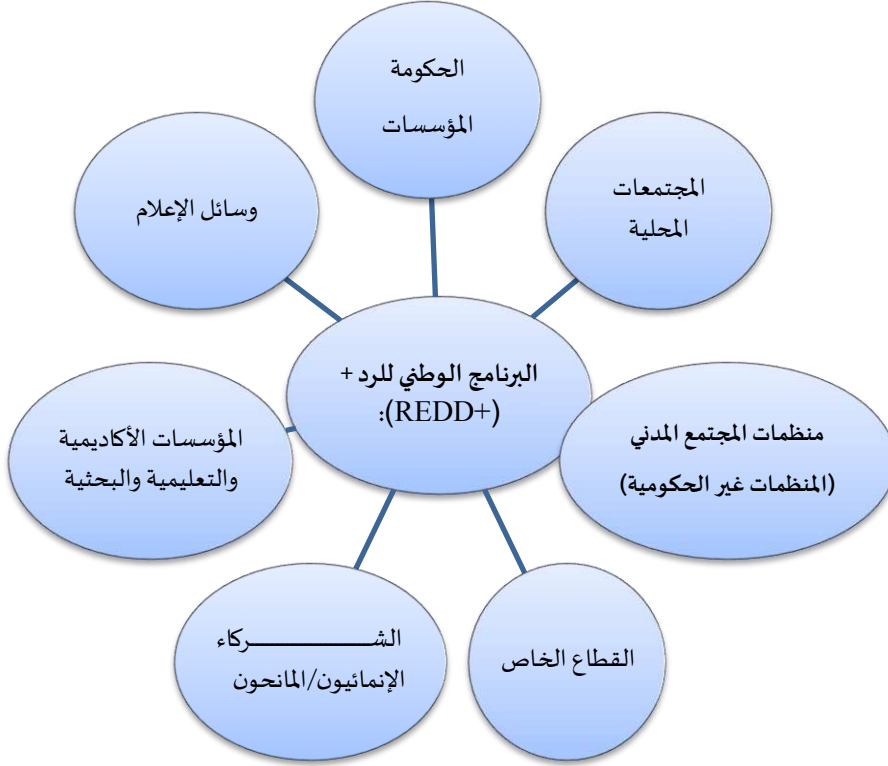 الحكومة
المؤسسات
المجتمعات
المحلية
وسائل الإعلام
البرنامج الوطني للرد +
(REDD+):
المؤسسات الأكاديمية
والتعليمية والبحثية
منظمات المجتمع المدني
(المنظمات غير الحكومية)
الشـــــــــــــركاء
الإنمائيون/المانحون
القطاع الخاص